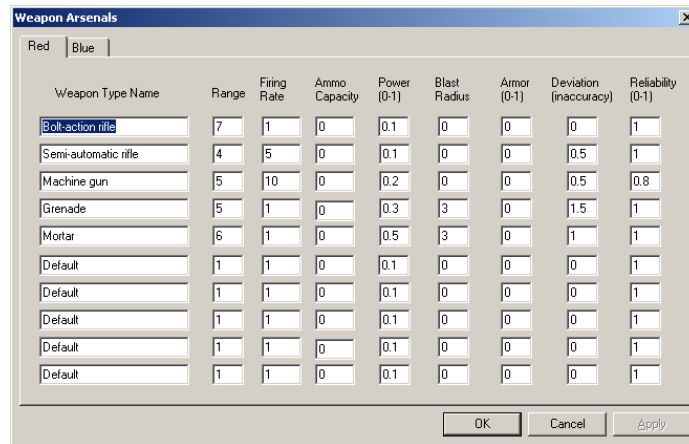 Weapon Arsenals
Red Blue
Weapon Type Name Range Firing Rate Ammo Capacity Power (0-1) Blast Radius Armor (0-1) Deviation (inaccuracy) Reliability (0-1)
Bolt-action rifle 7 1 0 0.1 0 0 0 1
Semi-automatic rifle 4 5 0 0.1 0 0 0.5 1
Machine gun 5 10 0 0.2 0 0 0.5 0.8
Grenade 5 1 0 0.3 3 0 1.5 1
Mortar 6 1 0 0.5 3 0 1 1
Default 1 1 0 0.1 0 0 0 1
Default 1 1 0 0.1 0 0 0 1
Default 1 1 0 0.1 0 0 0 1
Default 1 1 0 0.1 0 0 0 1
Default 1 1 0 0.1 0 0 0 1
OK Cancel Apply